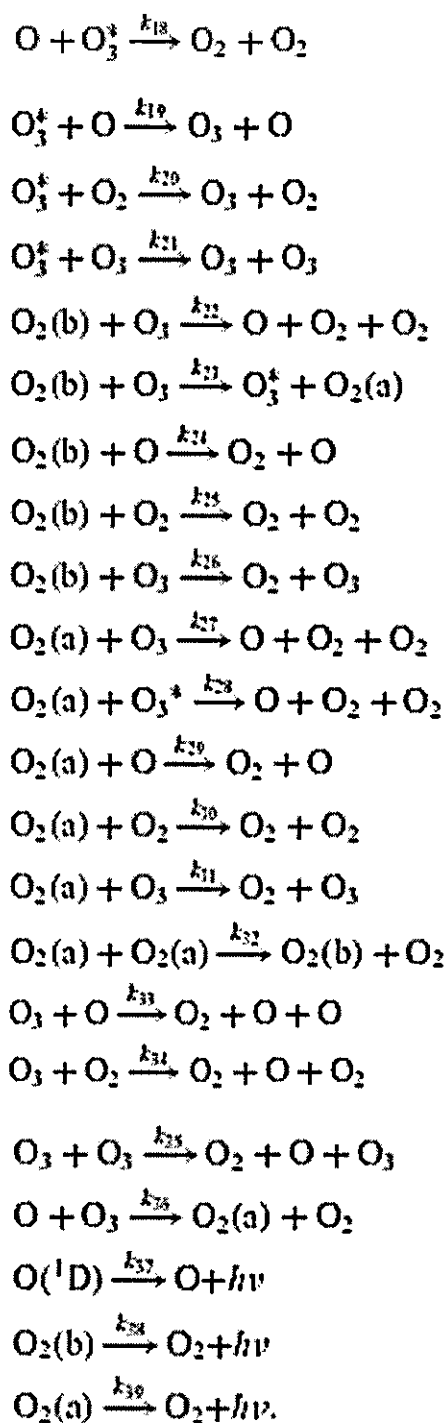 O + O₃* —k₁₈→ O₂ + O₂
O₃* + O —k₁₉→ O₃ + O
O₃* + O₂ —k₂₀→ O₃ + O₂
O₃* + O₃ —k₂₁→ O₃ + O₃
O₂(b) + O₃ —k₂₂→ O + O₂ + O₂
O₂(b) + O₃ —k₂₃→ O₃* + O₂(a)
O₂(b) + O —k₂₄→ O₂ + O
O₂(b) + O₂ —k₂₅→ O₂ + O₂
O₂(b) + O₃ —k₂₆→ O₂ + O₃
O₂(a) + O₃ —k₂₇→ O + O₂ + O₂
O₂(a) + O₃* —k₂₈→ O + O₂ + O₂
O₂(a) + O —k₂₉→ O₂ + O
O₂(a) + O₂ —k₃₀→ O₂ + O₂
O₂(a) + O₃ —k₃₁→ O₂ + O₃
O₂(a) + O₂(a) —k₃₂→ O₂(b) + O₂
O₃ + O —k₃₃→ O₂ + O + O
O₃ + O₂ —k₃₄→ O₂ + O + O₂
O₃ + O₃ —k₃₅→ O₂ + O + O₃
O + O₃ —k₃₆→ O₂(a) + O₂
O(¹D) —k₃₇→ O+hν
O₂(b) —k₃₈→ O₂+hν
O₂(a) —k₃₉→ O₂+hν.